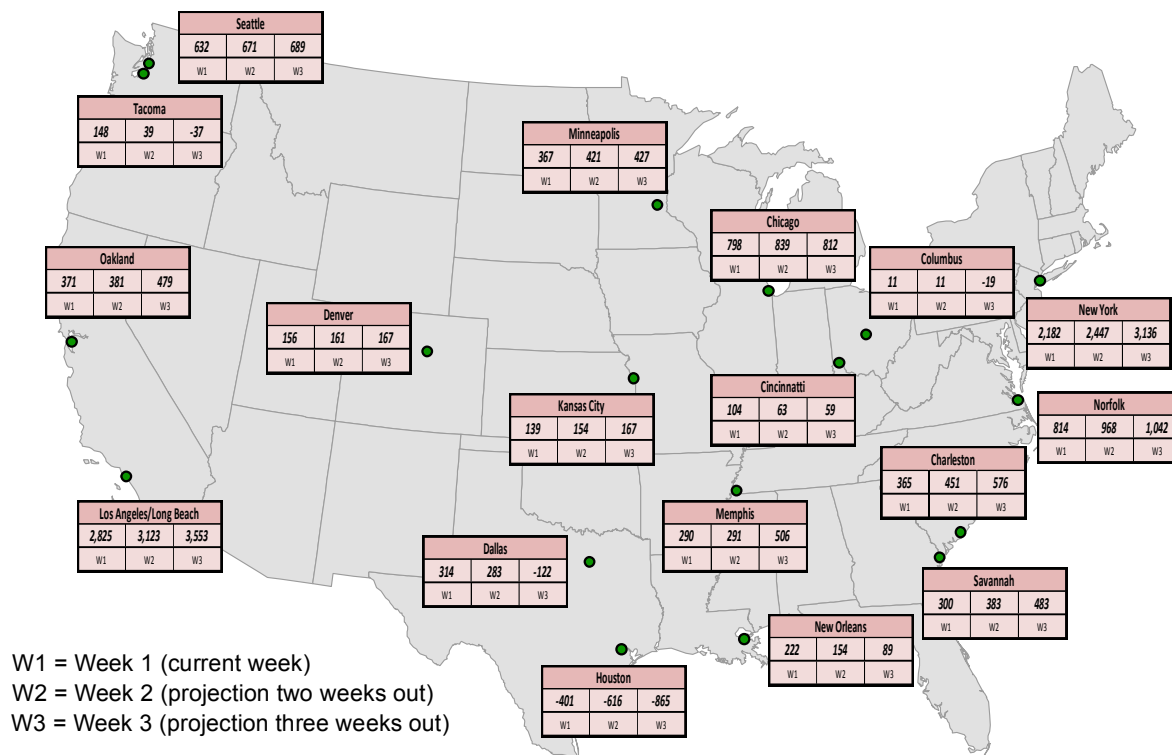 Seattle
632 671 689
W1 W2 W3
Tacoma
148 39 -37
W1 W2 W3
Minneapolis
367 421 427
W1 W2 W3
Chicago
798 839 812
W1 W2 W3
Oakland
371 381 479
W1 W2 W3
Columbus
11 11 -19
W1 W2 W3
Denver
156 161 167
W1 W2 W3
New York
2,182 2,447 3,136
W1 W2 W3
Cincinnatti
104 63 59
W1 W2 W3
Kansas City
139 154 167
W1 W2 W3
Norfolk
814 968 1,042
W1 W2 W3
Charleston
365 451 576
W1 W2 W3
Los Angeles/Long Beach
2,825 3,123 3,553
W1 W2 W3
Memphis
290 291 506
W1 W2 W3
Dallas
314 283 -122
W1 W2 W3
Savannah
300 383 483
W1 W2 W3
New Orleans
222 154 89
W1 W2 W3
Houston
-401 -616 -865
W1 W2 W3
W1 = Week 1 (current week)
W2 = Week 2 (projection two weeks out)
W3 = Week 3 (projection three weeks out)